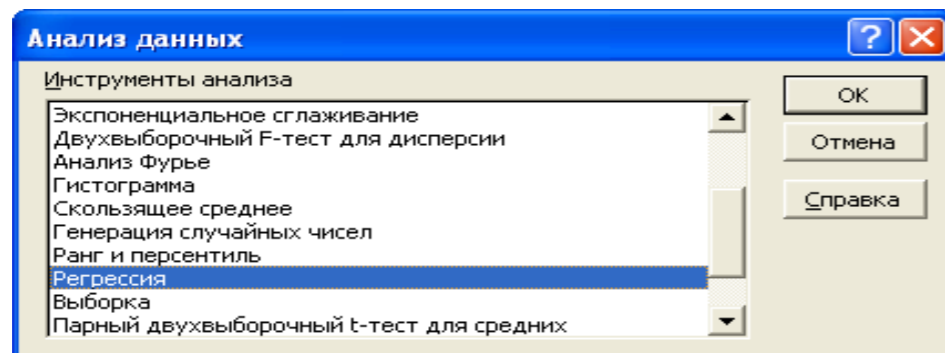 Анализ данных
Инструменты анализа
Экспоненциальное сглаживание
Двухвыборочный F-тест для дисперсии
Анализ Фурье
Гистограмма
Скользящее среднее
Генерация случайных чисел
Ранг и персентиль
Регрессия
Выборка
Парный двухвыборочный t-тест для средних
ОК
Отмена
Справка